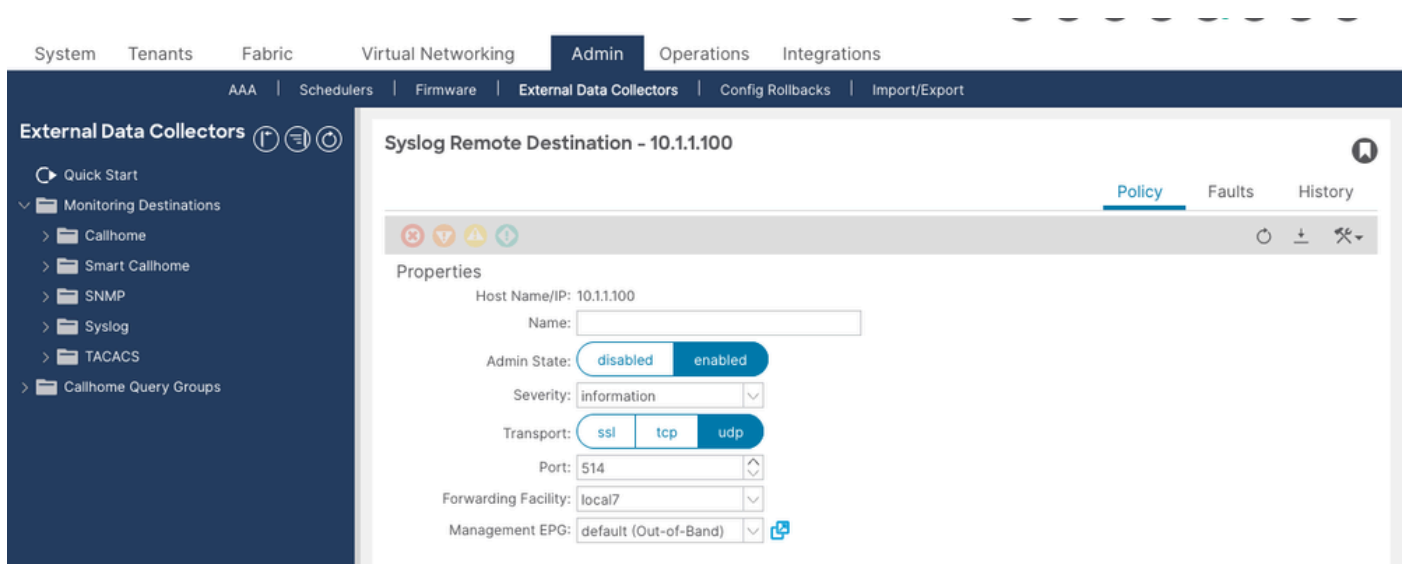 System Tenants Fabric Virtual Networking Admin Operations Integrations
AAA | Schedulers | Firmware | External Data Collectors | Config Rollbacks | Import/Export
External Data Collectors
Quick Start
Monitoring Destinations
Callhome
Smart Callhome
SNMP
Syslog
TACACS
Callhome Query Groups
Syslog Remote Destination - 10.1.1.100
Policy Faults History
Properties
Host Name/IP: 10.1.1.100
Name:
Admin State: disabled enabled
Severity: information
Transport: ssl tcp udp
Port: 514
Forwarding Facility: local7
Management EPG: default (Out-of-Band)